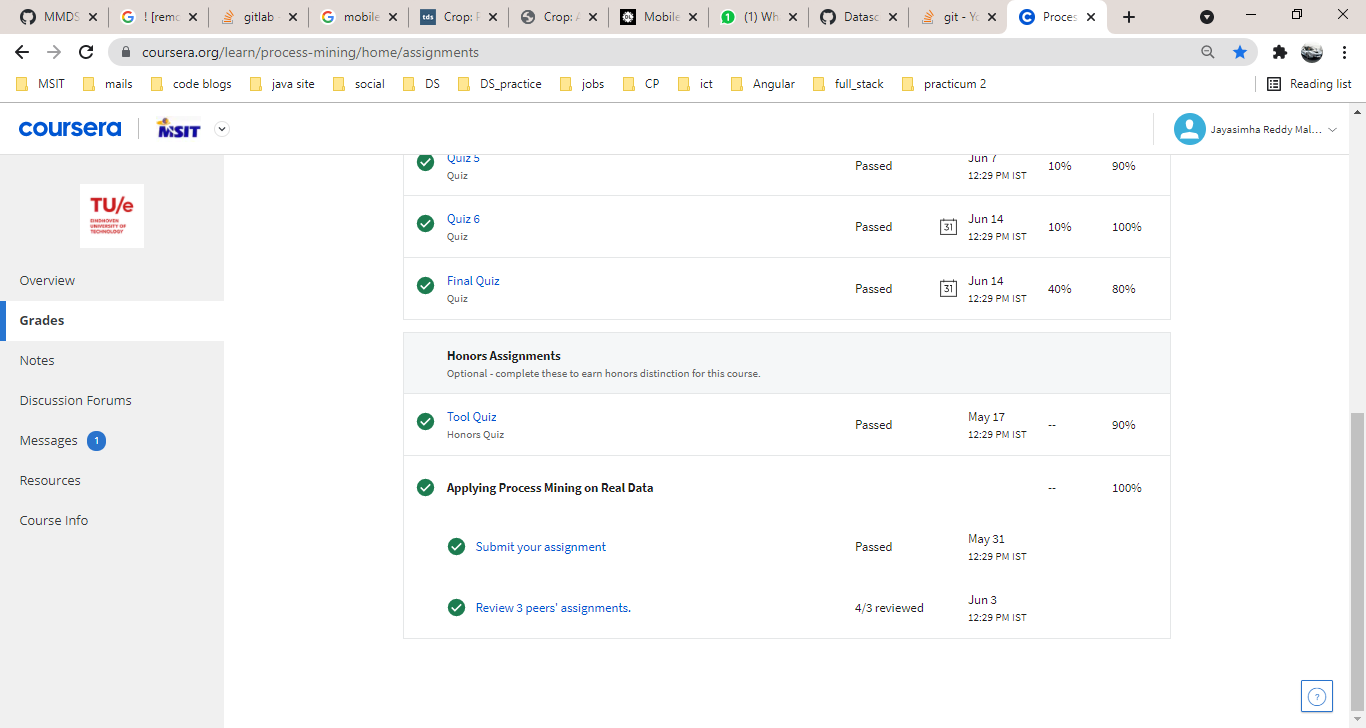 MMDS
! [remo
gitlab
mobile
tds Crop: F
Crop: A
Mobile
1 (1) Wh
Datasc
git - Yo
Proces
coursera.org/learn/process-mining/home/assignments
MSIT mails code blogs java site social DS DS_practice jobs CP ict Angular full_stack practicum 2 Reading list
coursera MSIT Jayasimha Reddy Mal...
TU/e
EINDHOVEN
UNIVERSITY OF
TECHNOLOGY
Overview
Grades
Notes
Discussion Forums
Messages 1
Resources
Course Info
Quiz 5 Passed Jun 7 10% 90%
Quiz 12:29 PM IST
Quiz 6 Passed 31 Jun 14 10% 100%
Quiz 12:29 PM IST
Final Quiz Passed 31 Jun 14 40% 80%
Quiz 12:29 PM IST
Honors Assignments
Optional - complete these to earn honors distinction for this course.
Tool Quiz Passed May 17 -- 90%
Honors Quiz 12:29 PM IST
Applying Process Mining on Real Data -- 100%
Submit your assignment Passed May 31
12:29 PM IST
Review 3 peers' assignments. 4/3 reviewed Jun 3
12:29 PM IST
?